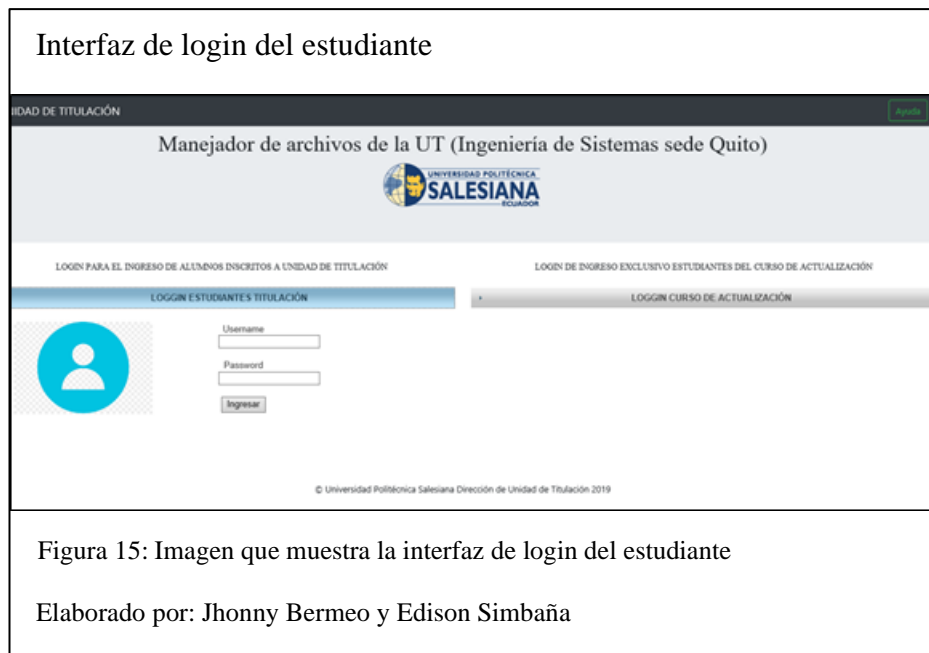 Interfaz de login del estudiante
IDAD DE TITULACIÓN
Ayuda
Manejador de archivos de la UT (Ingeniería de Sistemas sede Quito)
UNIVERSIDAD POLITÉCNICA
SALESIANA
ECUADOR
LOGIN PARA EL INGRESO DE ALUMNOS INSCRITOS A UNIDAD DE TITULACIÓN
LOGIN DE INGRESO EXCLUSIVO ESTUDIANTES DEL CURSO DE ACTUALIZACIÓN
LOGGIN ESTUDIANTES TITULACIÓN
LOGGIN CURSO DE ACTUALIZACIÓN
Username
Password
Ingresar
© Universidad Politécnica Salesiana Dirección de Unidad de Titulación 2019
Figura 15: Imagen que muestra la interfaz de login del estudiante
Elaborado por: Jhonny Bermeo y Edison Simbaña